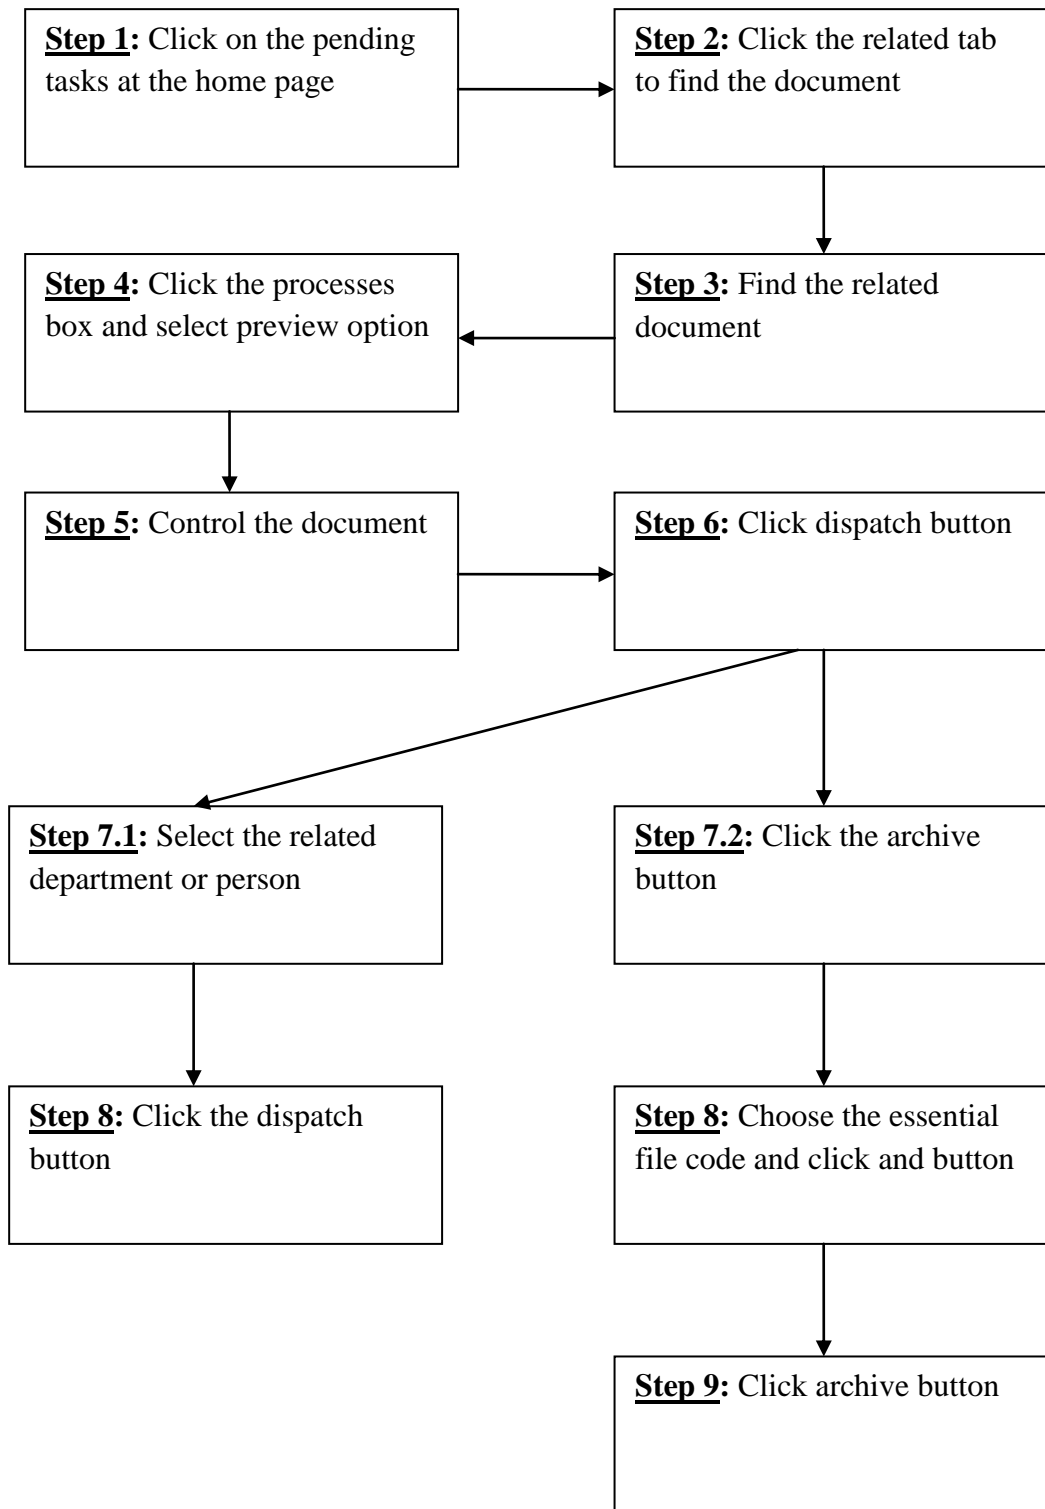 Step 1: Click on the pending
tasks at the home page
Step 2: Click the related tab
to find the document
Step 3: Find the related
document
Step 4: Click the processes
box and select preview option
Step 5: Control the document
Step 6: Click dispatch button
Step 7.1: Select the related
department or person
Step 7.2: Click the archive
button
Step 8: Click the dispatch
button
Step 8: Choose the essential
file code and click and button
Step 9: Click archive button